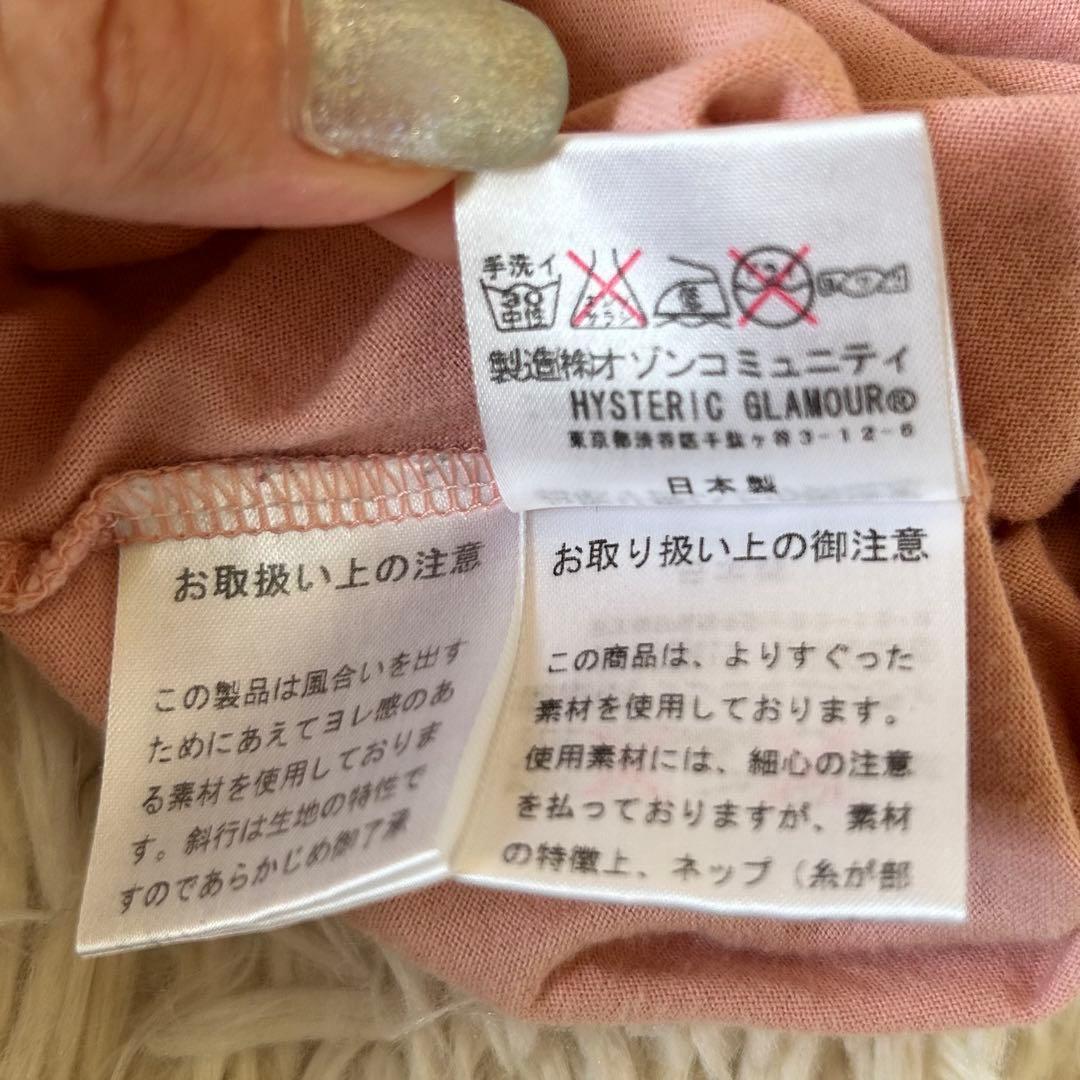 手洗イ
30
中性
エンソ
サラシ
製造(株)オゾンコミュニティ
HYSTERIC GLAMOUR®
東京都渋谷区千駄ヶ谷3-12-6
日本製
お取扱い上の注意
この製品は風合いを出す
ためにあえてヨレ感のあ
る素材を使用しておりま
す。斜行は生地の特性で
すのであらかじめ御了承
お取り扱い上の御注意
この商品は、よりすぐった
素材を使用しております。
使用素材には、細心の注意
を払っておりますが、素材
の特徴上、ネップ(糸が部